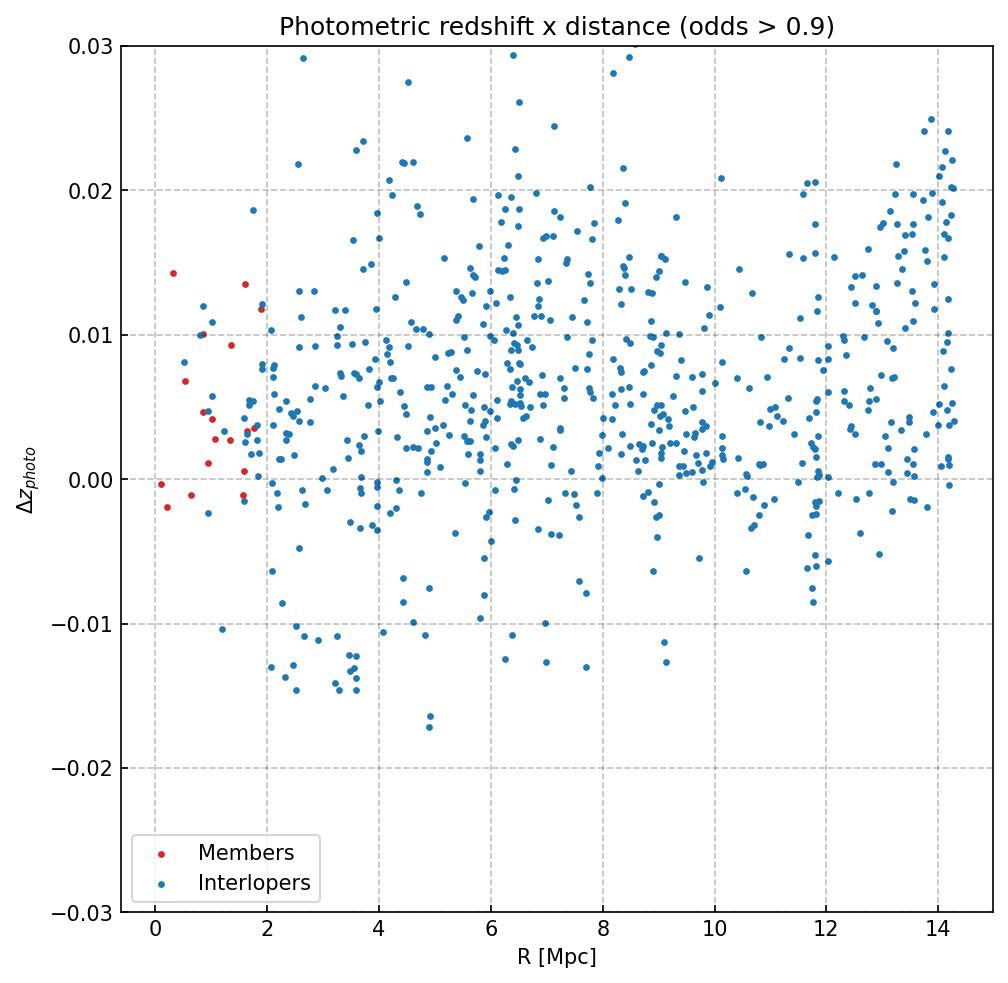 Photometric redshift x distance (odds > 0.9)
0.03
0.02
0.01
0.00
−0.01
−0.02
−0.03
Δz_photo
Members
Interlopers
0 2 4 6 8 10 12 14
R [Mpc]